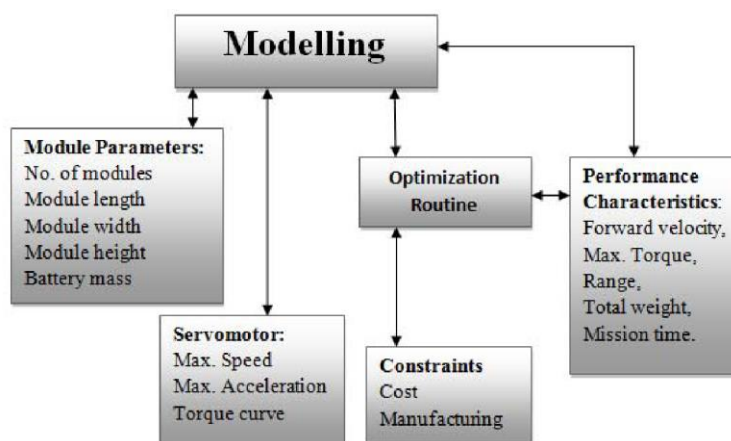 Modelling
Module Parameters:
No. of modules
Module length
Module width
Module height
Battery mass
Optimization
Routine
Performance
Characteristics:
Forward velocity,
Max. Torque,
Range,
Total weight,
Mission time.
Servomotor:
Max. Speed
Max. Acceleration
Torque curve
Constraints
Cost
Manufacturing